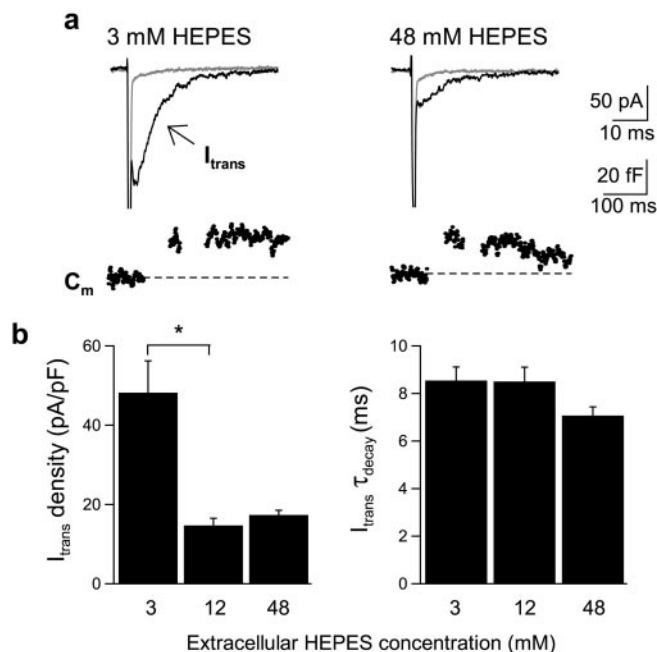 a
3 mM HEPES
48 mM HEPES
50 pA
10 ms
Itrans
20 fF
100 ms
Cm
b
*
60
40
20
0
Itrans density (pA/pF)
3 12 48
10
8
6
4
2
0
Itrans τdecay (ms)
3 12 48
Extracellular HEPES concentration (mM)